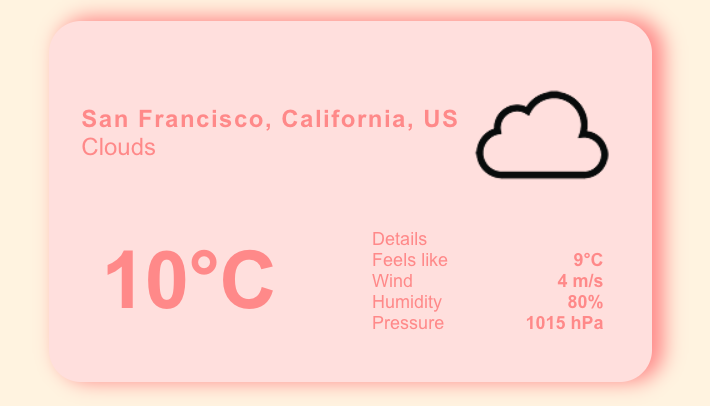 San Francisco, California, US
Clouds
10°C
Details
Feels like 9°C
Wind 4 m/s
Humidity 80%
Pressure 1015 hPa